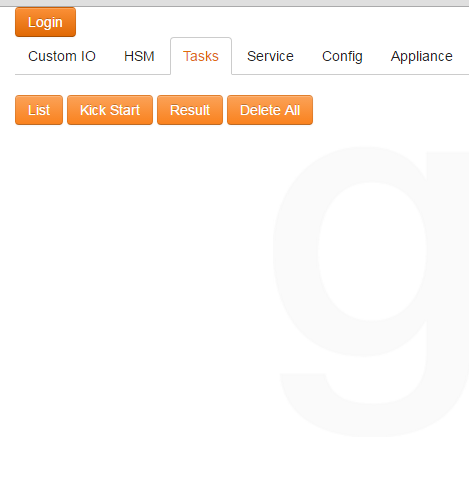 Login
Custom IO HSM Tasks Service Config Appliance
List Kick Start Result Delete All
g